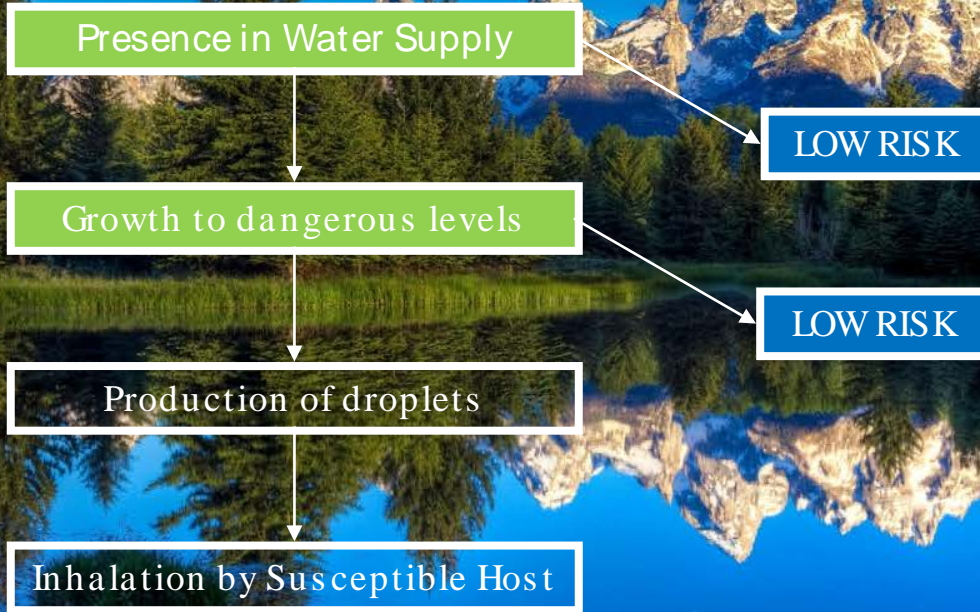 Presence in Water Supply
LOW RISK
Growth to dangerous levels
LOW RISK
Production of droplets
Inhalation by Susceptible Host